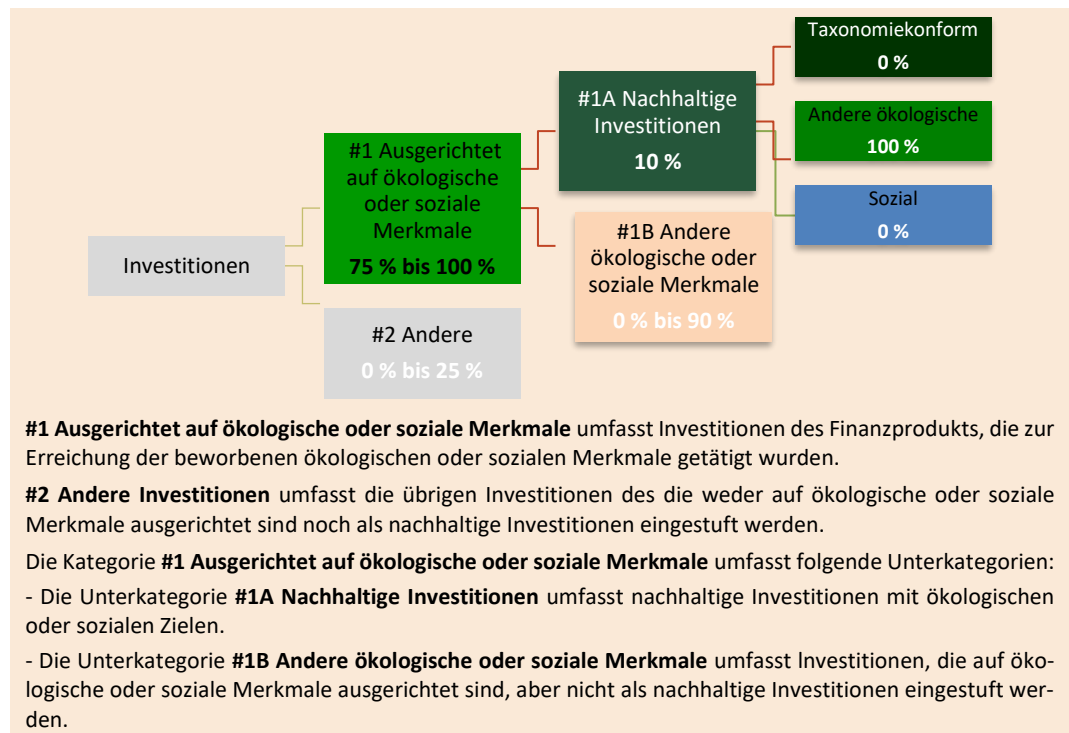 Taxonomiekonform
0 %
#1A Nachhaltige
Investitionen
10 %
Andere ökologische
100 %
#1 Ausgerichtet
auf ökologische
oder soziale
Merkmale
75 % bis 100 %
Sozial
0 %
#1B Andere
ökologische oder
soziale Merkmale
0 % bis 90 %
Investitionen
#2 Andere
0 % bis 25 %
#1 Ausgerichtet auf ökologische oder soziale Merkmale umfasst Investitionen des Finanzprodukts, die zur
Erreichung der beworbenen ökologischen oder sozialen Merkmale getätigt wurden.
#2 Andere Investitionen umfasst die übrigen Investitionen des die weder auf ökologische oder soziale
Merkmale ausgerichtet sind noch als nachhaltige Investitionen eingestuft werden.
Die Kategorie #1 Ausgerichtet auf ökologische oder soziale Merkmale umfasst folgende Unterkategorien:
- Die Unterkategorie #1A Nachhaltige Investitionen umfasst nachhaltige Investitionen mit ökologischen
oder sozialen Zielen.
- Die Unterkategorie #1B Andere ökologische oder soziale Merkmale umfasst lnvestitionen, die auf öko-
logische oder soziale Merkmale ausgerichtet sind, aber nicht als nachhaltige Investitionen eingestuft wer-
den.